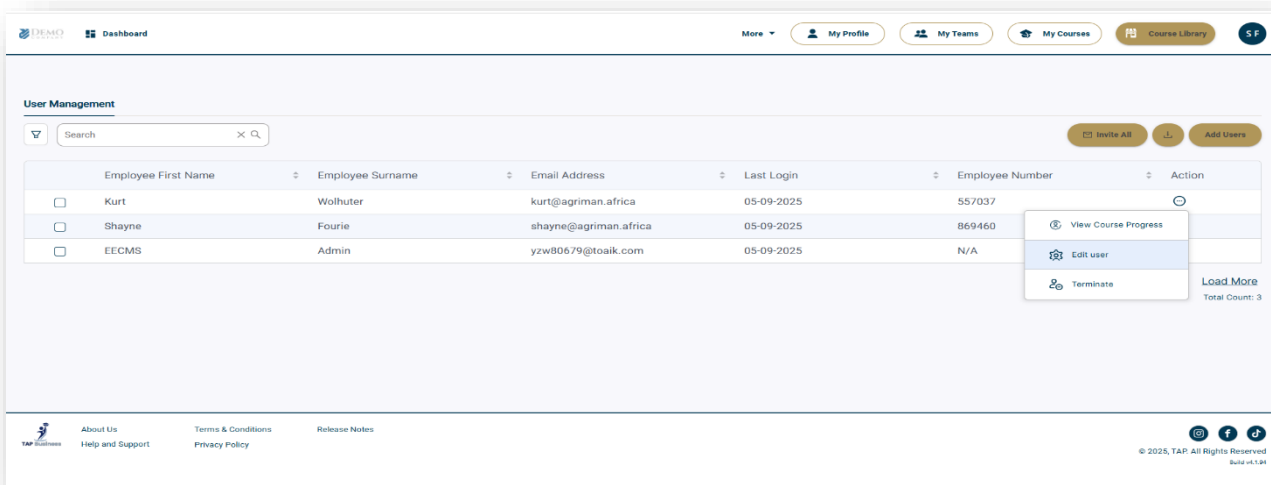 DEMO Dashboard More My Profile My Teams My Courses Course Library S F
User Management
Search Invite All Add Users
Employee First Name Employee Surname Email Address Last Login Employee Number Action
Kurt Wolhuter kurt@agriman.africa 05-09-2025 557037
Shayne Fourie shayne@agriman.africa 05-09-2025 869460
View Course Progress
EECMS Admin yzw80679@toaik.com 05-09-2025 N/A
Edit user
Terminate
Load More
Total Count: 3
About Us Terms & Conditions Release Notes
TAP Business Help and Support Privacy Policy
© 2025, TAP. All Rights Reserved
Build v4.1.94